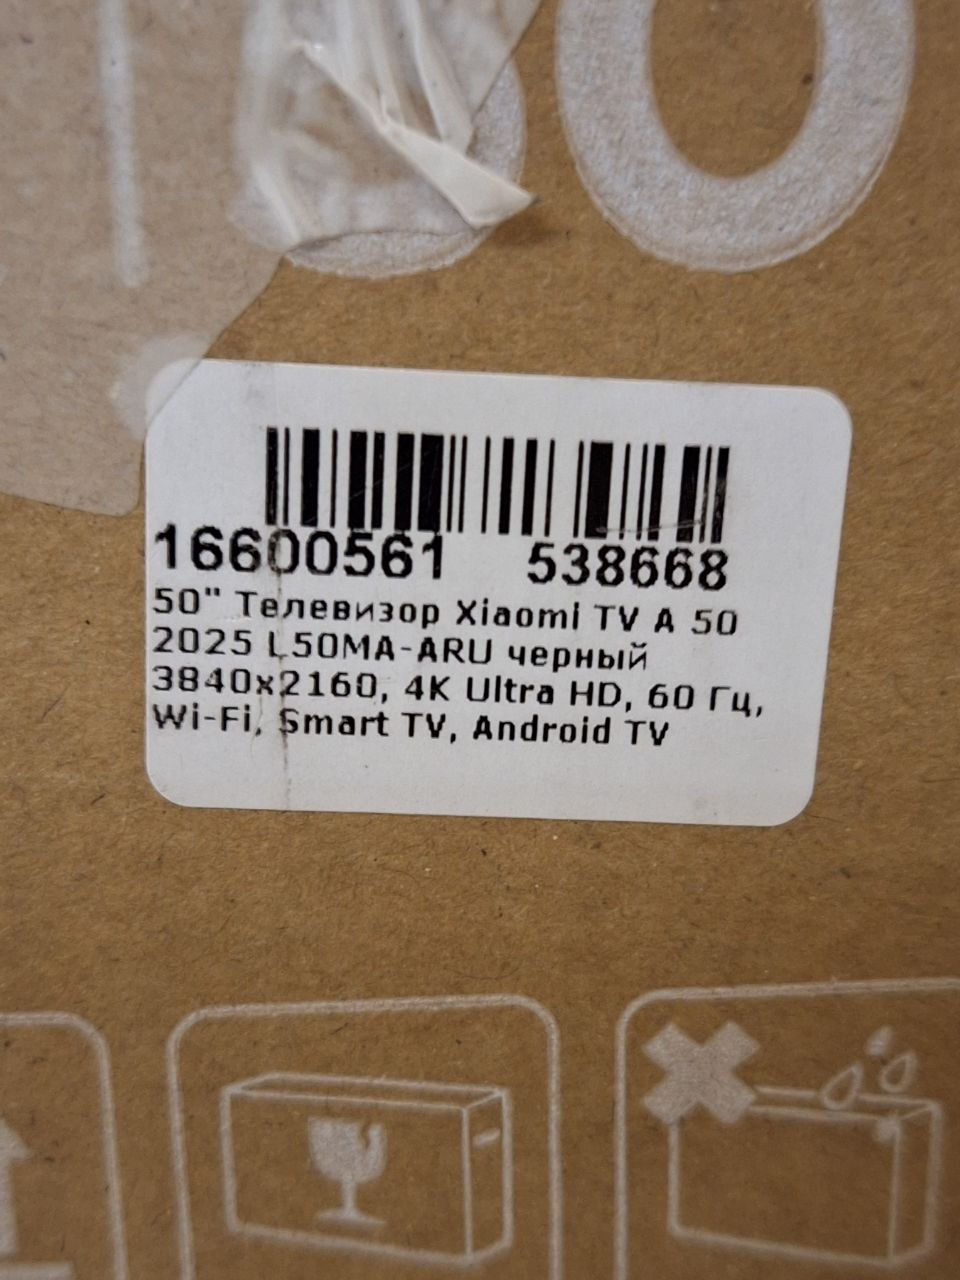 16600561 538668
50" Телевизор Xiaomi TV A 50
2025 L50MA-ARU черный
3840x2160, 4K Ultra HD, 60 Гц,
Wi-Fi, Smart TV, Android TV